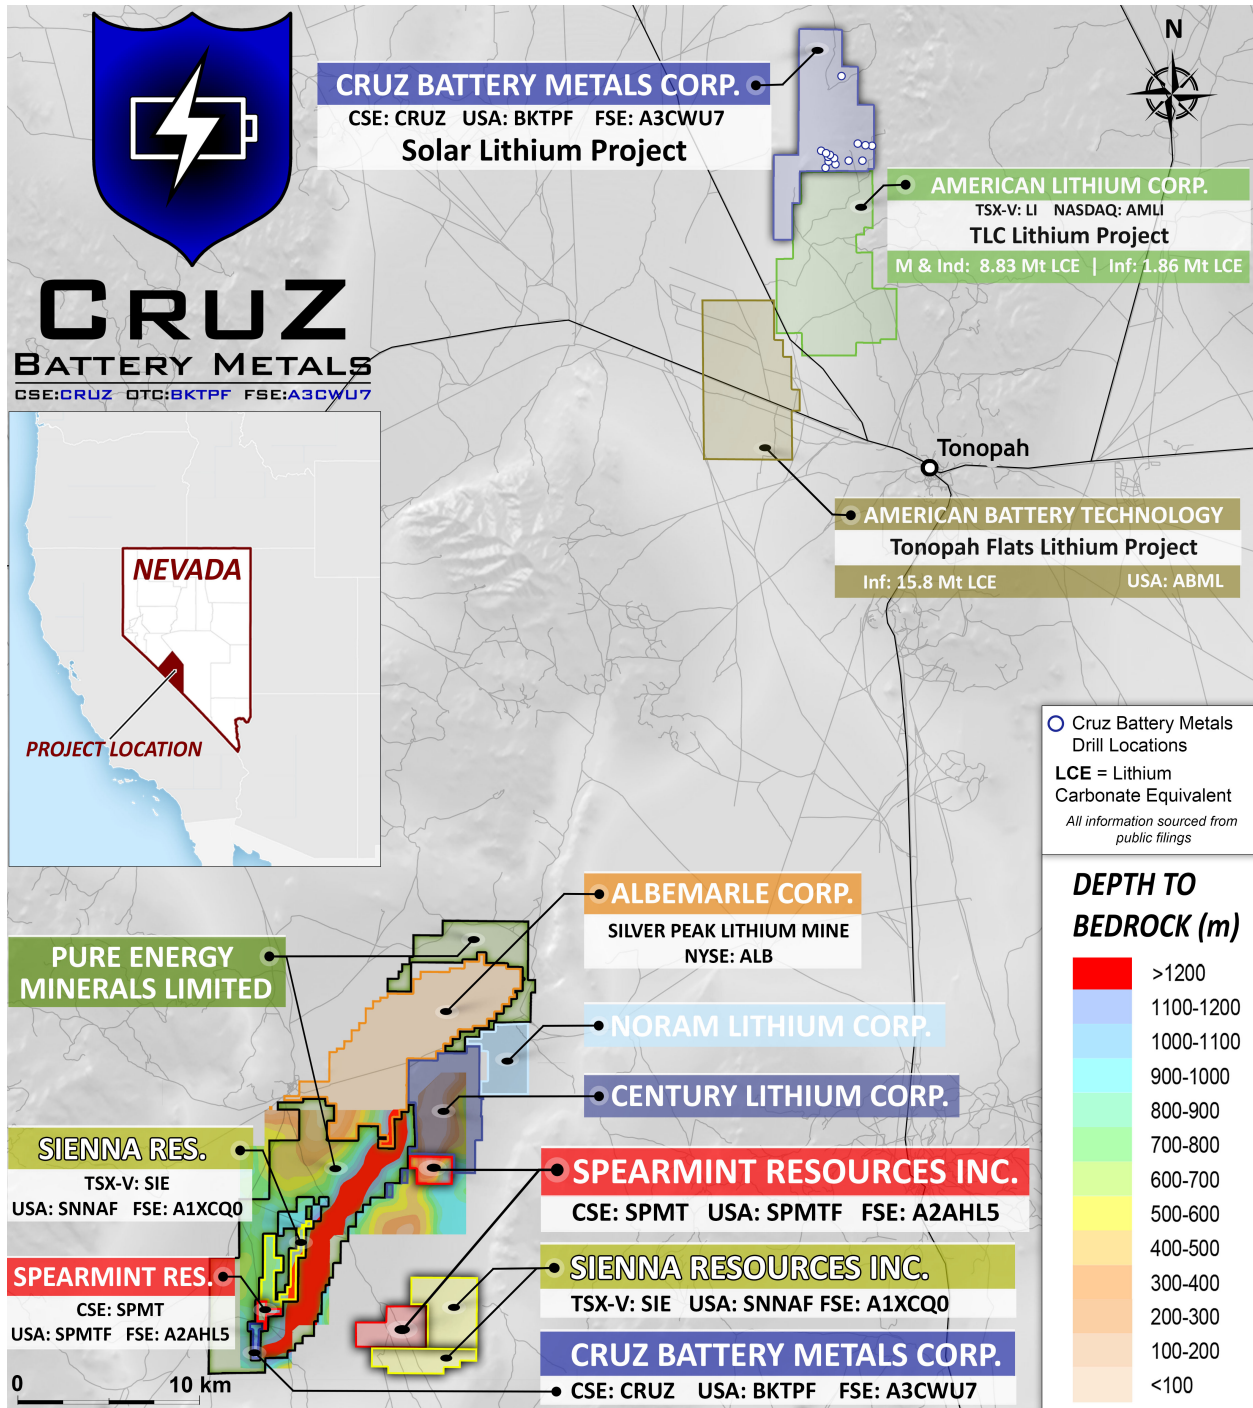 CRUZ
BATTERY METALS
CSE:CRUZ OTC:BKTPF FSE:A3CWU7
CRUZ BATTERY METALS CORP.
CSE: CRUZ USA: BKTPF FSE: A3CWU7
Solar Lithium Project
N
AMERICAN LITHIUM CORP.
TSX-V: LI NASDAQ: AMLI
TLC Lithium Project
M & Ind: 8.83 Mt LCE | Inf: 1.86 Mt LCE
Tonopah
AMERICAN BATTERY TECHNOLOGY
Tonopah Flats Lithium Project
Inf: 15.8 Mt LCE USA: ABML
NEVADA
PROJECT LOCATION
Cruz Battery Metals
Drill Locations
LCE = Lithium
Carbonate Equivalent
All information sourced from
public filings
DEPTH TO
BEDROCK (m)
>1200
1100-1200
1000-1100
900-1000
800-900
700-800
600-700
500-600
400-500
300-400
200-300
100-200
<100
ALBEMARLE CORP.
SILVER PEAK LITHIUM MINE
NYSE: ALB
PURE ENERGY
MINERALS LIMITED
NORAM LITHIUM CORP.
CENTURY LITHIUM CORP.
SIENNA RES.
TSX-V: SIE
USA: SNNAF FSE: A1XCQ0
SPEARMINT RESOURCES INC.
CSE: SPMT USA: SPMTF FSE: A2AHL5
SPEARMINT RES.
CSE: SPMT
USA: SPMTF FSE: A2AHL5
SIENNA RESOURCES INC.
TSX-V: SIE USA: SNNAF FSE: A1XCQ0
CRUZ BATTERY METALS CORP.
CSE: CRUZ USA: BKTPF FSE: A3CWU7
0 10 km